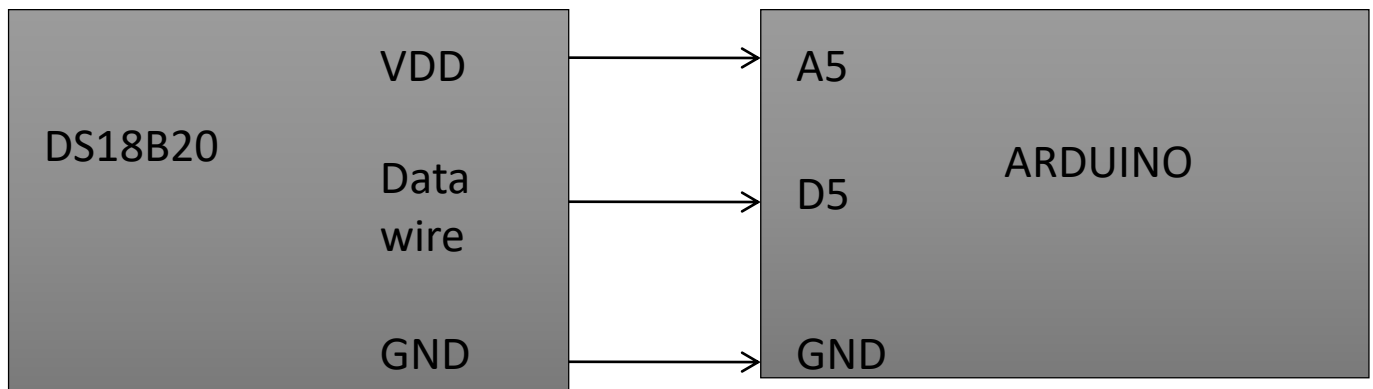 VDD
DS18B20
Data
wire
GND
A5
ARDUINO
D5
GND